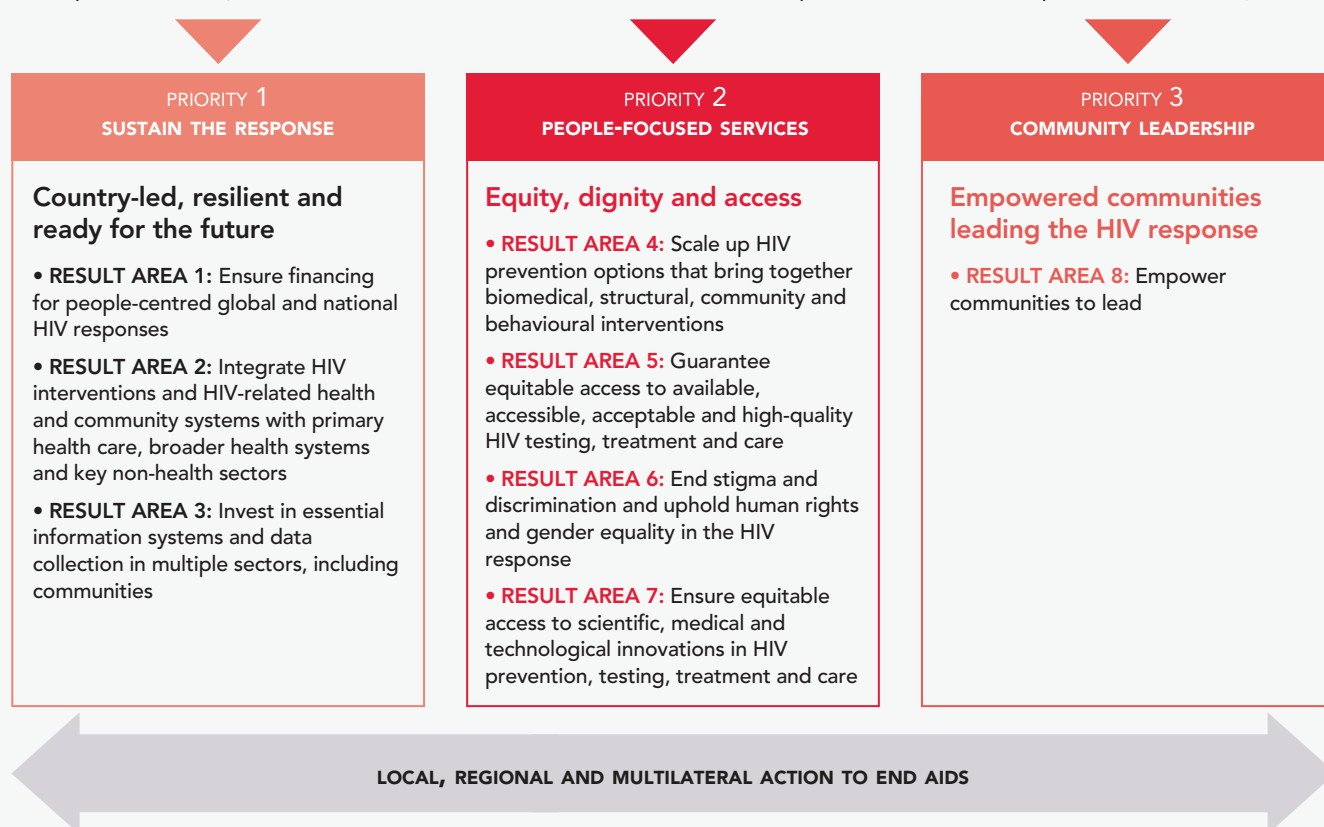 PRIORITY 1
SUSTAIN THE RESPONSE
Country-led, resilient and
ready for the future
• RESULT AREA 1: Ensure financing
for people-centred global and national
HIV responses
• RESULT AREA 2: Integrate HIV
interventions and HIV-related health
and community systems with primary
health care, broader health systems
and key non-health sectors
• RESULT AREA 3: Invest in essential
information systems and data
collection in multiple sectors, including
communities
PRIORITY 2
PEOPLE-FOCUSED SERVICES
Equity, dignity and access
• RESULT AREA 4: Scale up HIV
prevention options that bring together
biomedical, structural, community and
behavioural interventions
• RESULT AREA 5: Guarantee
equitable access to available,
accessible, acceptable and high-quality
HIV testing, treatment and care
• RESULT AREA 6: End stigma and
discrimination and uphold human rights
and gender equality in the HIV
response
• RESULT AREA 7: Ensure equitable
access to scientific, medical and
technological innovations in HIV
prevention, testing, treatment and care
PRIORITY 3
COMMUNITY LEADERSHIP
Empowered communities
leading the HIV response
• RESULT AREA 8: Empower
communities to lead
LOCAL, REGIONAL AND MULTILATERAL ACTION TO END AIDS